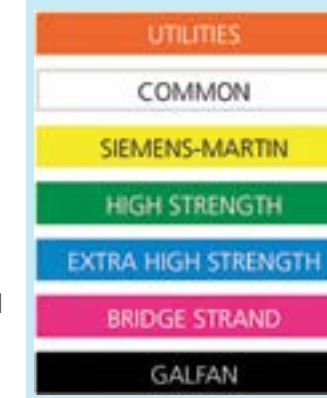 UTILITIES
COMMON
SIEMENS-MARTIN
HIGH STRENGTH
EXTRA HIGH STRENGTH
BRIDGE STRAND
GALFAN